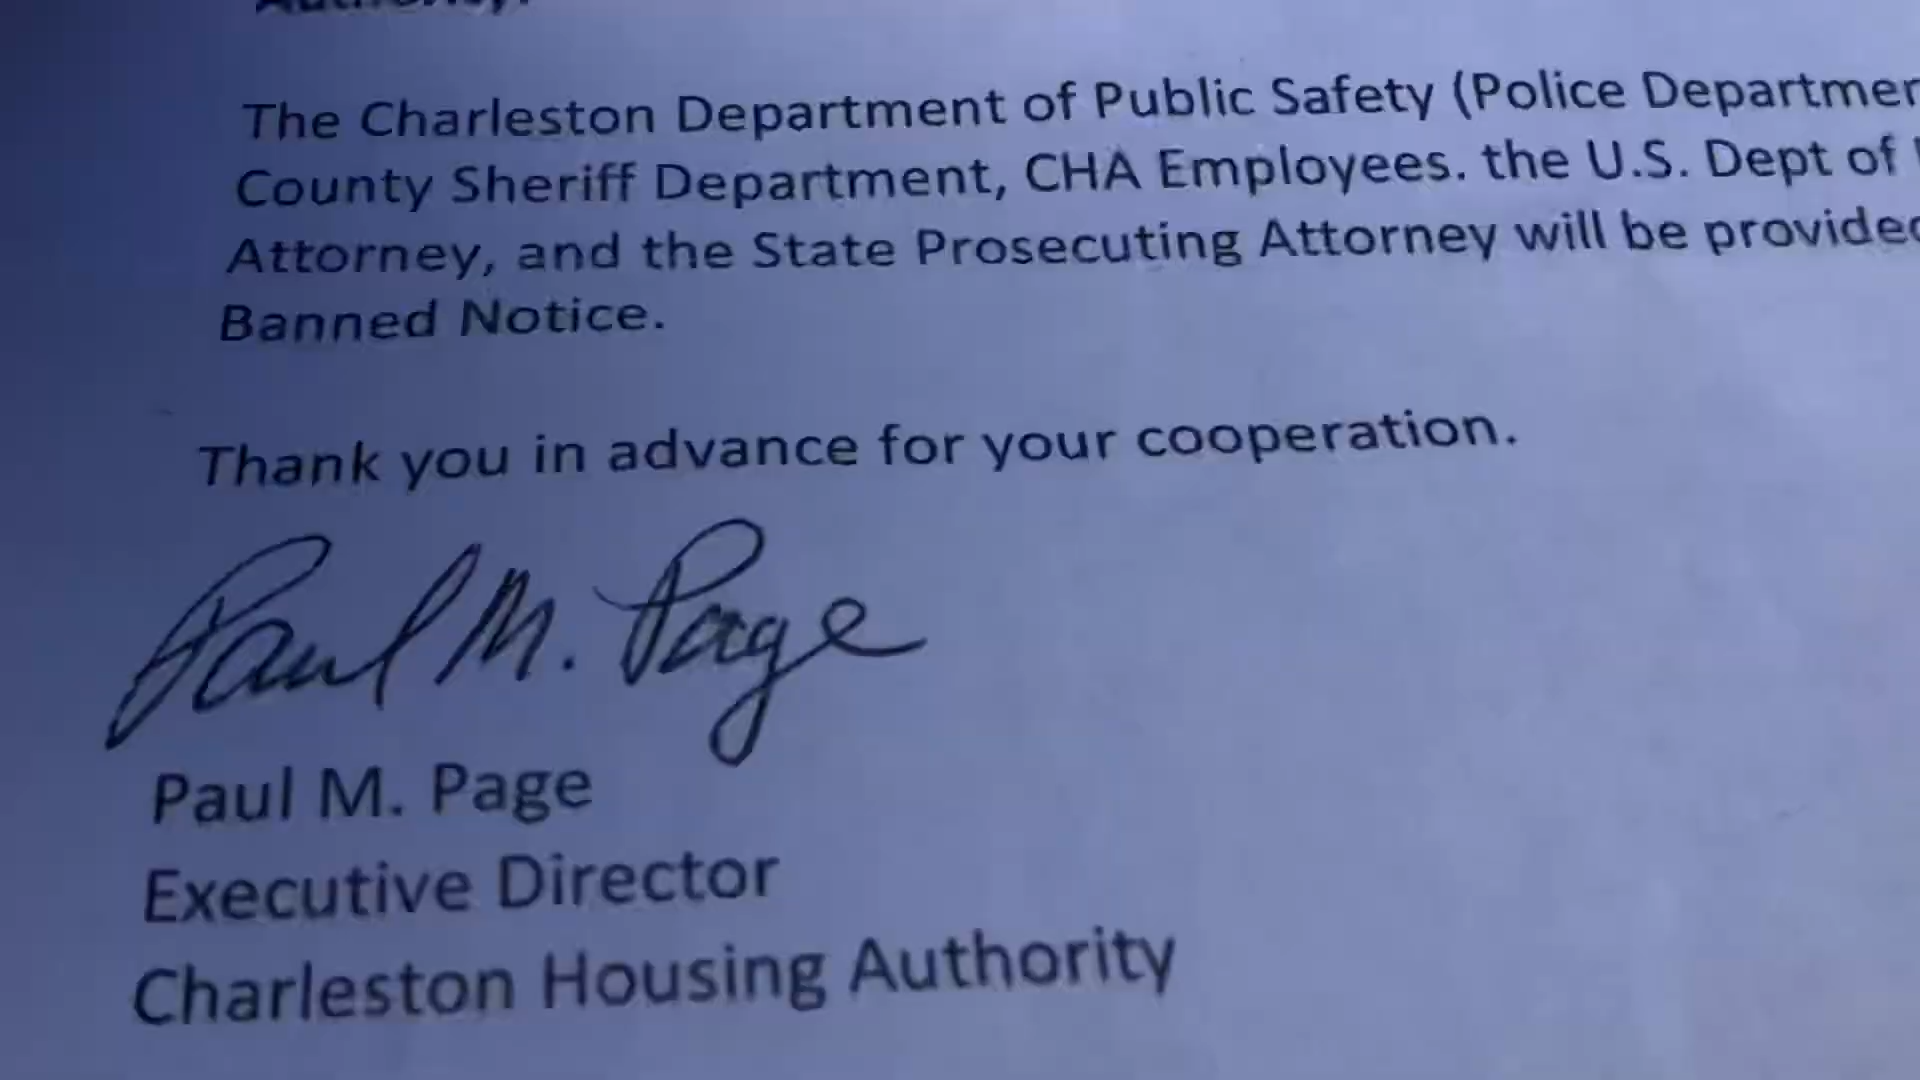 The Charleston Department of Public Safety (Police Departmen
County Sheriff Department, CHA Employees. the U.S. Dept of
Attorney, and the State Prosecuting Attorney will be provided
Banned Notice.
Thank you in advance for your cooperation.
Paul M. Page
Paul M. Page
Executive Director
Charleston Housing Authority